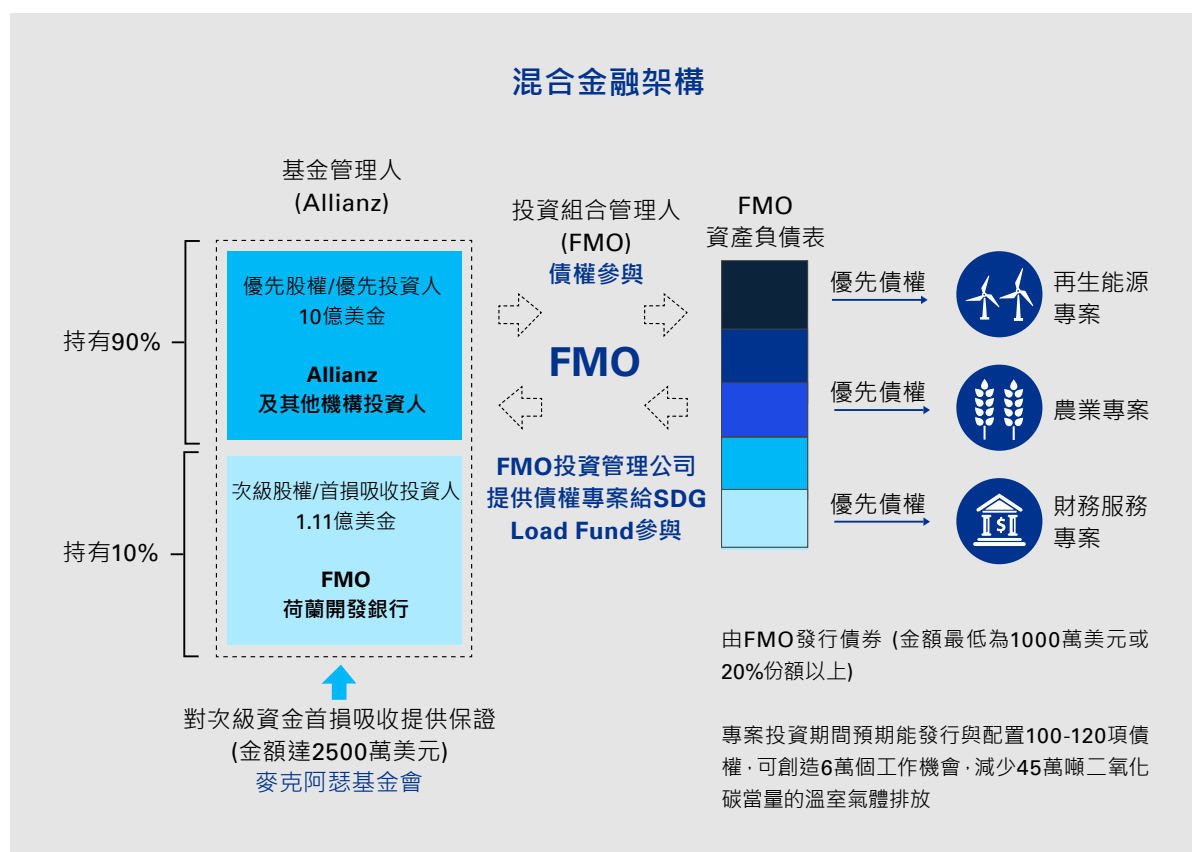 混合金融架構
基金管理人
(Allianz)
持有90%
優先股權/優先投資人
10億美金
Allianz
及其他機構投資人
持有10%
次級股權/首損吸收投資人
1.11億美金
FMO
荷蘭開發銀行
對次級資金首損吸收提供保證
(金額達2500萬美元)
麥克阿瑟基金會
投資組合管理人
(FMO)
債權參與
FMO
FMO投資管理公司
提供債權專案給SDG
Load Fund參與
FMO
資產負債表
優先債權
再生能源
專案
優先債權
農業專案
優先債權
$
財務服務
專案
由FMO發行債券 (金額最低為1000萬美元或
20%份額以上)
專案投資期間預期能發行與配置100-120項債
權，可創造6萬個工作機會，減少45萬噸二氧化
碳當量的溫室氣體排放